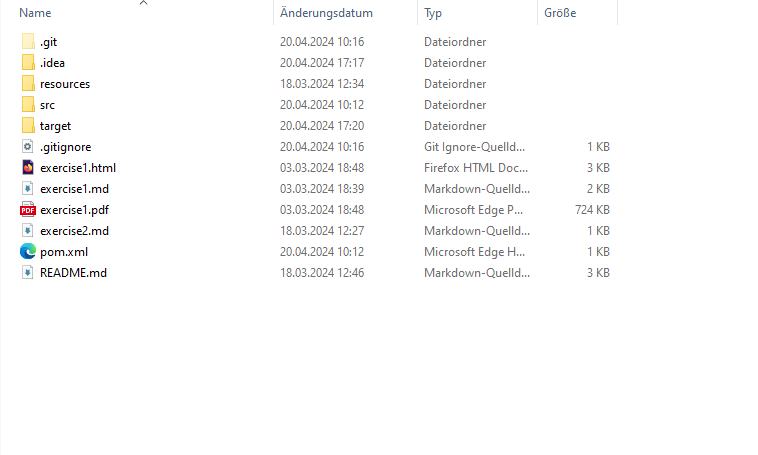 Name Änderungsdatum Typ Größe
.git 20.04.2024 10:16 Dateiordner
.idea 20.04.2024 17:17 Dateiordner
resources 18.03.2024 12:34 Dateiordner
src 20.04.2024 10:12 Dateiordner
target 20.04.2024 17:20 Dateiordner
.gitignore 20.04.2024 10:16 Git Ignore-Quelld... 1 KB
exercise1.html 03.03.2024 18:48 Firefox HTML Doc... 3 KB
exercise1.md 03.03.2024 18:39 Markdown-Quelld... 2 KB
PDF exercise1.pdf 03.03.2024 18:48 Microsoft Edge P... 724 KB
exercise2.md 18.03.2024 12:27 Markdown-Quelld... 1 KB
pom.xml 20.04.2024 10:12 Microsoft Edge H... 1 KB
README.md 18.03.2024 12:46 Markdown-Quelld... 3 KB